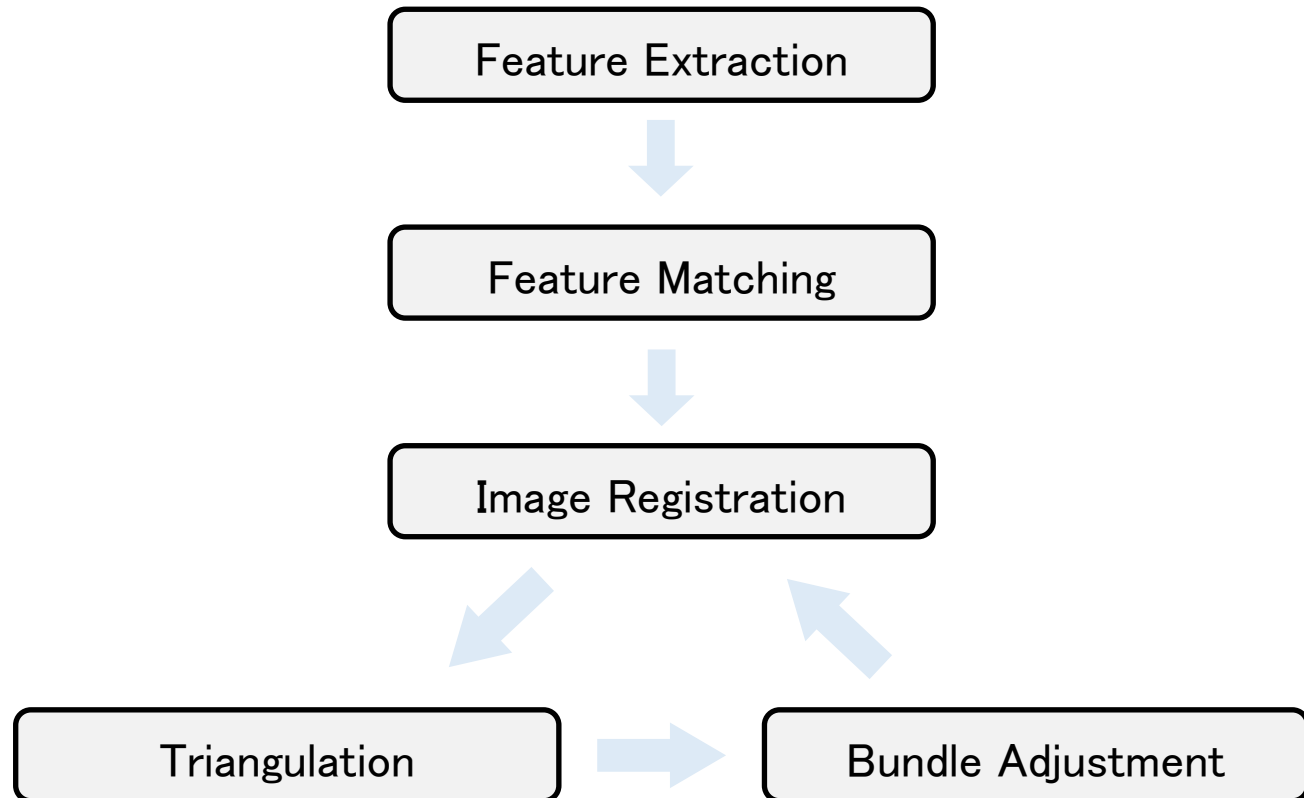 Feature Extraction
Feature Matching
Image Registration
Triangulation
Bundle Adjustment